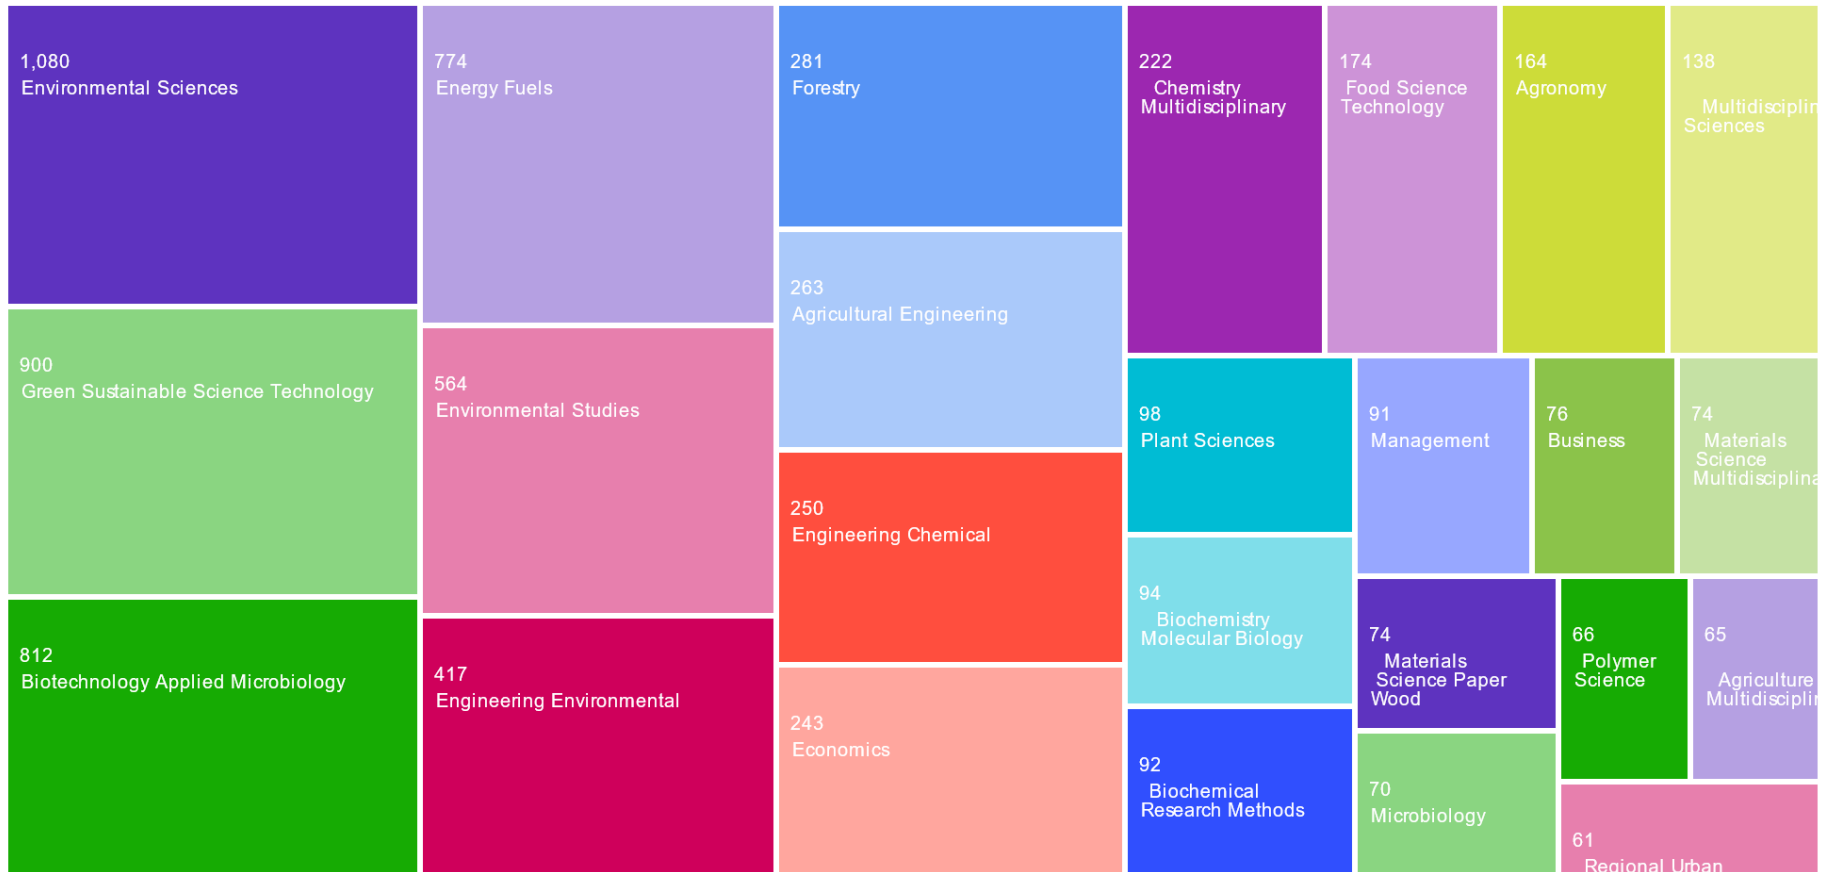 1,080
Environmental Sciences
900
Green Sustainable Science Technology
812
Biotechnology Applied Microbiology
774
Energy Fuels
564
Environmental Studies
417
Engineering Environmental
281
Forestry
263
Agricultural Engineering
250
Engineering Chemical
243
Economics
222
Chemistry
Multidisciplinary
174
Food Science
Technology
164
Agronomy
138
Multidisciplin
Sciences
98
Plant Sciences
94
Biochemistry
Molecular Biology
92
Biochemical
Research Methods
91
Management
76
Business
74
Materials
Science
Multidisciplina
74
Materials
Science Paper
Wood
70
Microbiology
66
Polymer
Science
65
Agriculture
Multidisciplin
61
Regional Urban